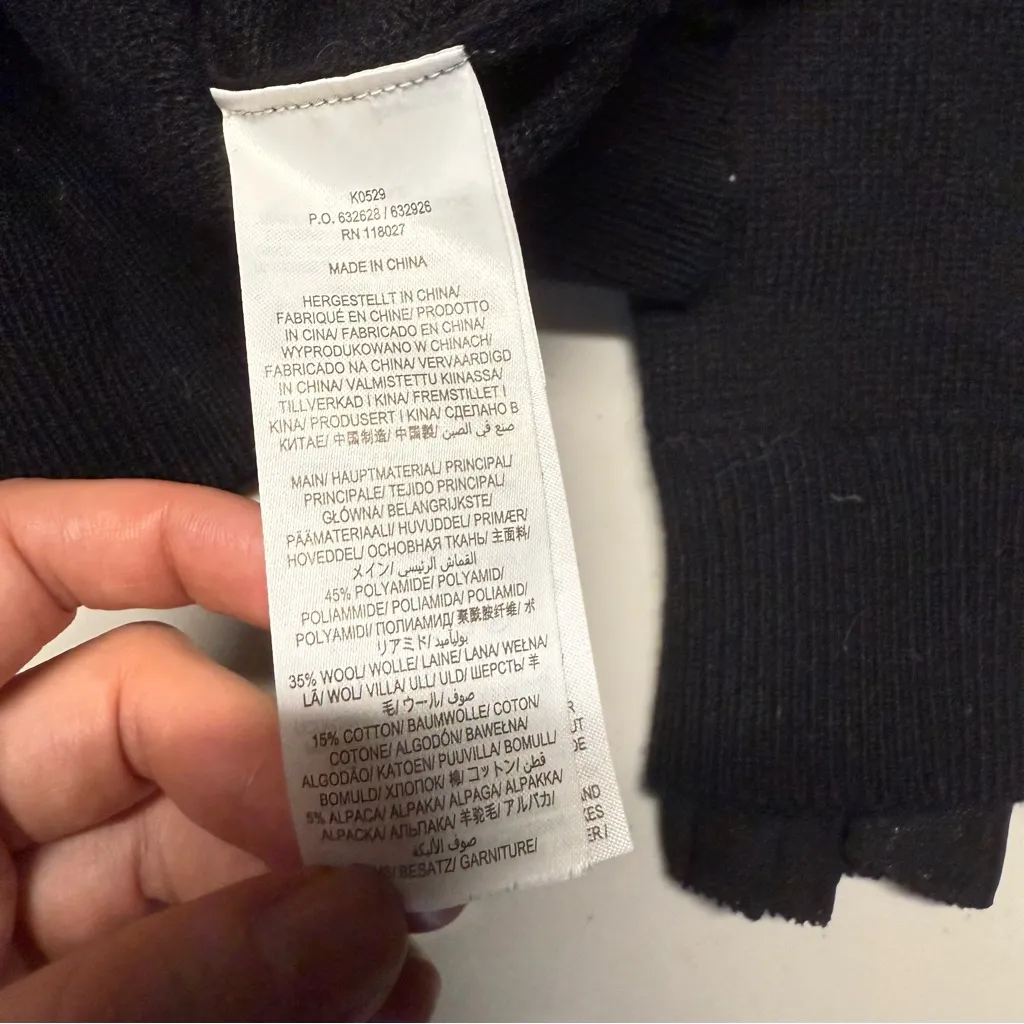 K0529
P.O. 632628 / 632926
RN 118027
MADE IN CHINA
HERGESTELLT IN CHINA/
FABRIQUÉ EN CHINE/ PRODOTTO
IN CINA/ FABRICADO EN CHINA/
WYPRODUKOWANO W CHINACH/
FABRICADO NA CHINA/ VERVAARDIGD
IN CHINA/ VALMISTETTU KIINASSA/
TILLVERKAD I KINA/ FREMSTILLET I
KINA/ PRODUSERT I KINA/ СДЕЛАНО В
КИТАЕ/ 中国制造/ 中国製/ صنع في الصين
MAIN/ HAUPTMATERIAL/ PRINCIPAL/
PRINCIPALE/ TEJIDO PRINCIPAL/
GŁÓWNA/ BELANGRIJKSTE/
PÄÄMATERIAALI/ HUVUDDEL/ PRIMÆR/
HOVEDDEL/ ОСНОВНАЯ ТКАНЬ/ 主面料/
メイン/ القماش الرئيسي
45% POLYAMIDE/ POLYAMID/
POLIAMMIDE/ POLIAMIDA/ POLIAMID/
POLYAMIDI/ ПОЛИАМИД/ 聚酰胺纤维/ ポ
リアミド/ بولياميد
35% WOOL/ WOLLE/ LAINE/ LANA/ WEŁNA/
LÃ/ WOL/ VILLA/ ULL/ ULD/ ШЕРСТЬ/ 羊
毛/ ウール/ صوف
15% COTTON/ BAUMWOLLE/ COTON/
COTONE/ ALGODÓN/ BAWEŁNA/
ALGODÃO/ KATOEN/ PUUVILLA/ BOMULL/
BOMULD/ ХЛОПОК/ 棉/ コットン/ قطن
5% ALPACA/ ALPAKA/ ALPAGA/ ALPAKKA/
ALPACKA/ АЛЬПАКА/ 羊驼毛/ アルパカ/
صوف الألبكة
BESATZ/ GARNITURE/